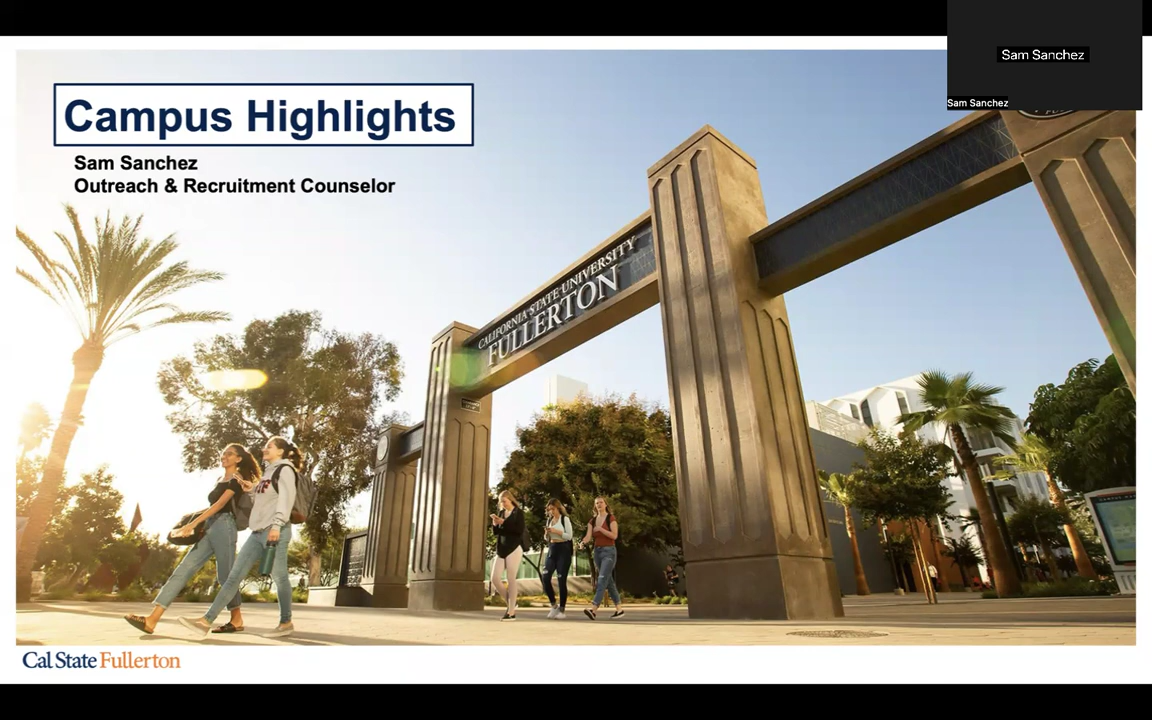 Sam Sanchez
Sam Sanchez
Campus Highlights
Sam Sanchez
Outreach & Recruitment Counselor
CALIFORNIA STATE UNIVERSITY
FULLERTON
Cal State Fullerton